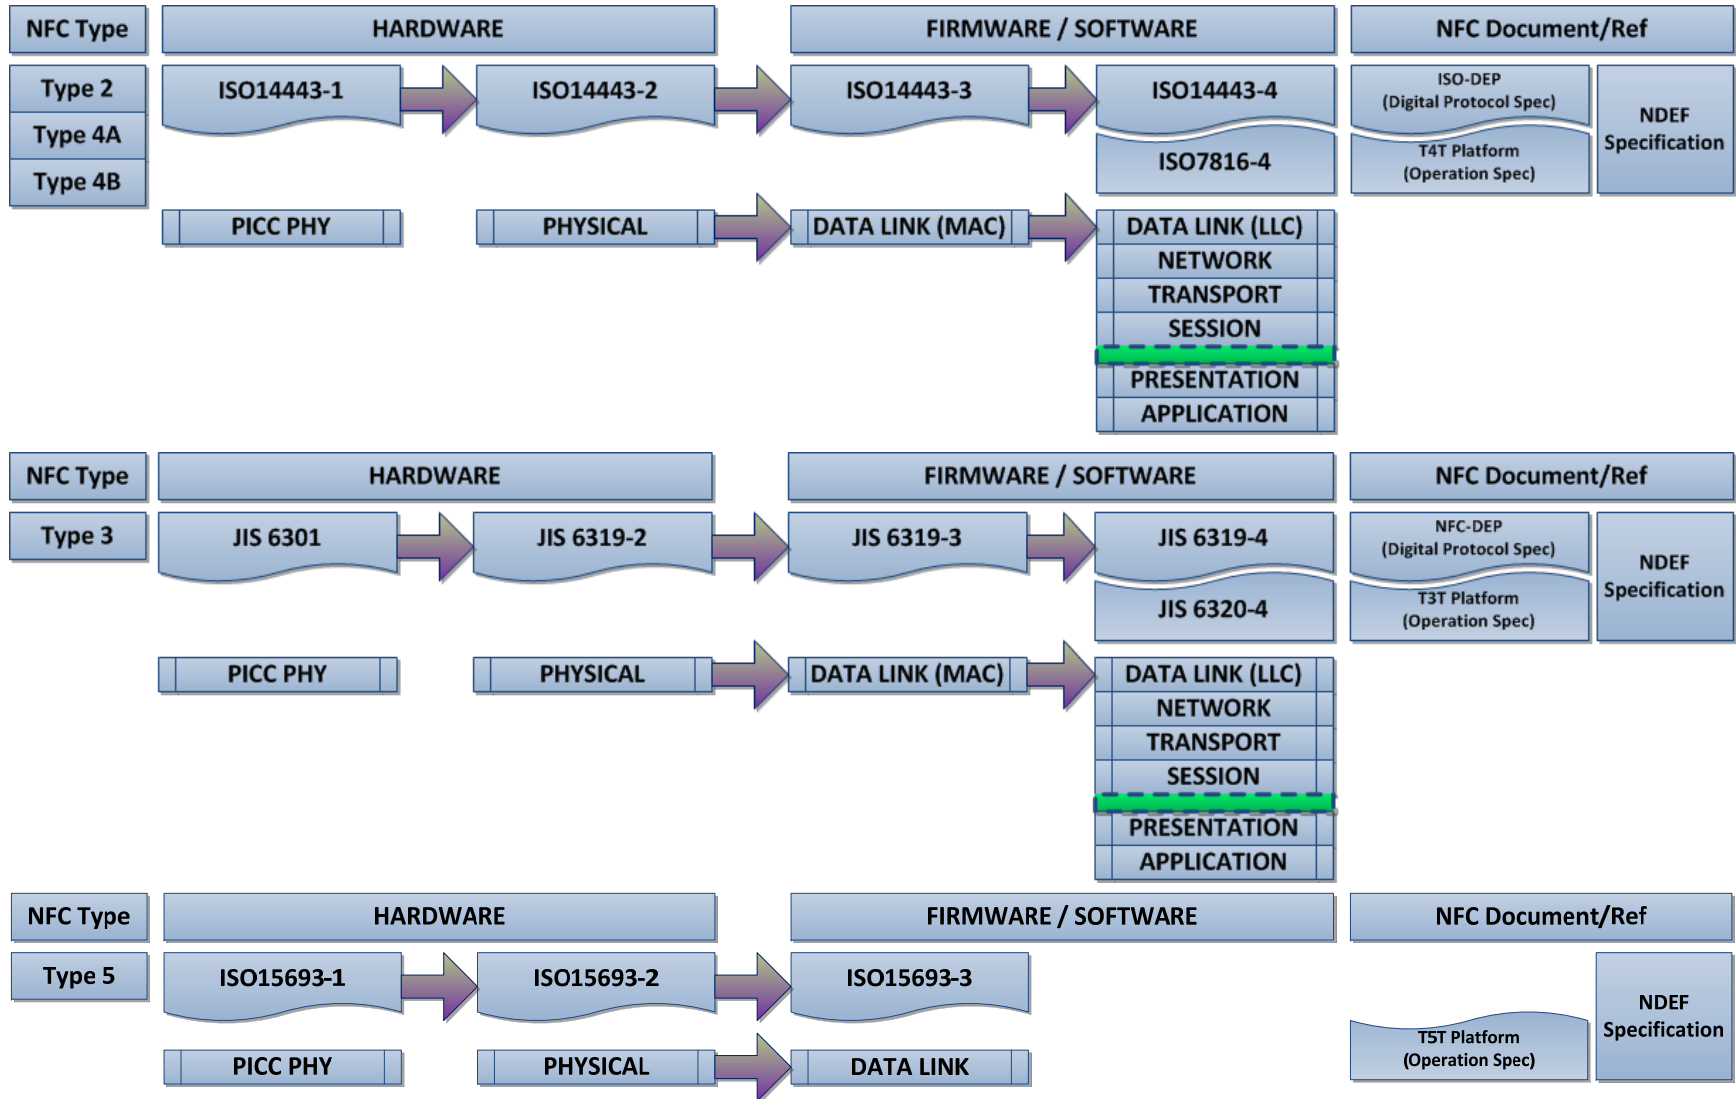 NFC Type
HARDWARE
FIRMWARE / SOFTWARE
NFC Document/Ref
Type 2
Type 4A
Type 4B
ISO14443-1
ISO14443-2
ISO14443-3
ISO14443-4
ISO7816-4
ISO-DEP
(Digital Protocol Spec)
T4T Platform
(Operation Spec)
NDEF
Specification
PICC PHY
PHYSICAL
DATA LINK (MAC)
DATA LINK (LLC)
NETWORK
TRANSPORT
SESSION
PRESENTATION
APPLICATION
NFC Type
HARDWARE
FIRMWARE / SOFTWARE
NFC Document/Ref
Type 3
JIS 6301
JIS 6319-2
JIS 6319-3
JIS 6319-4
JIS 6320-4
NFC-DEP
(Digital Protocol Spec)
T3T Platform
(Operation Spec)
NDEF
Specification
PICC PHY
PHYSICAL
DATA LINK (MAC)
DATA LINK (LLC)
NETWORK
TRANSPORT
SESSION
PRESENTATION
APPLICATION
NFC Type
HARDWARE
FIRMWARE / SOFTWARE
NFC Document/Ref
Type 5
ISO15693-1
ISO15693-2
ISO15693-3
T5T Platform
(Operation Spec)
NDEF
Specification
PICC PHY
PHYSICAL
DATA LINK